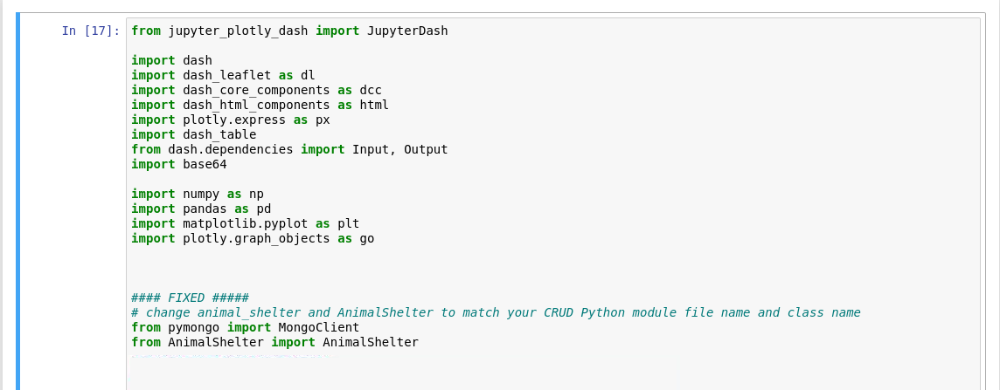 In [17]:
from jupyter_plotly_dash import JupyterDash
import dash
import dash_leaflet as dl
import dash_core_components as dcc
import dash_html_components as html
import plotly.express as px
import dash_table
from dash.dependencies import Input, Output
import base64
import numpy as np
import pandas as pd
import matplotlib.pyplot as plt
import plotly.graph_objects as go
#### FIXED #####
# change animal_shelter and AnimalShelter to match your CRUD Python module file name and class name
from pymongo import MongoClient
from AnimalShelter import AnimalShelter